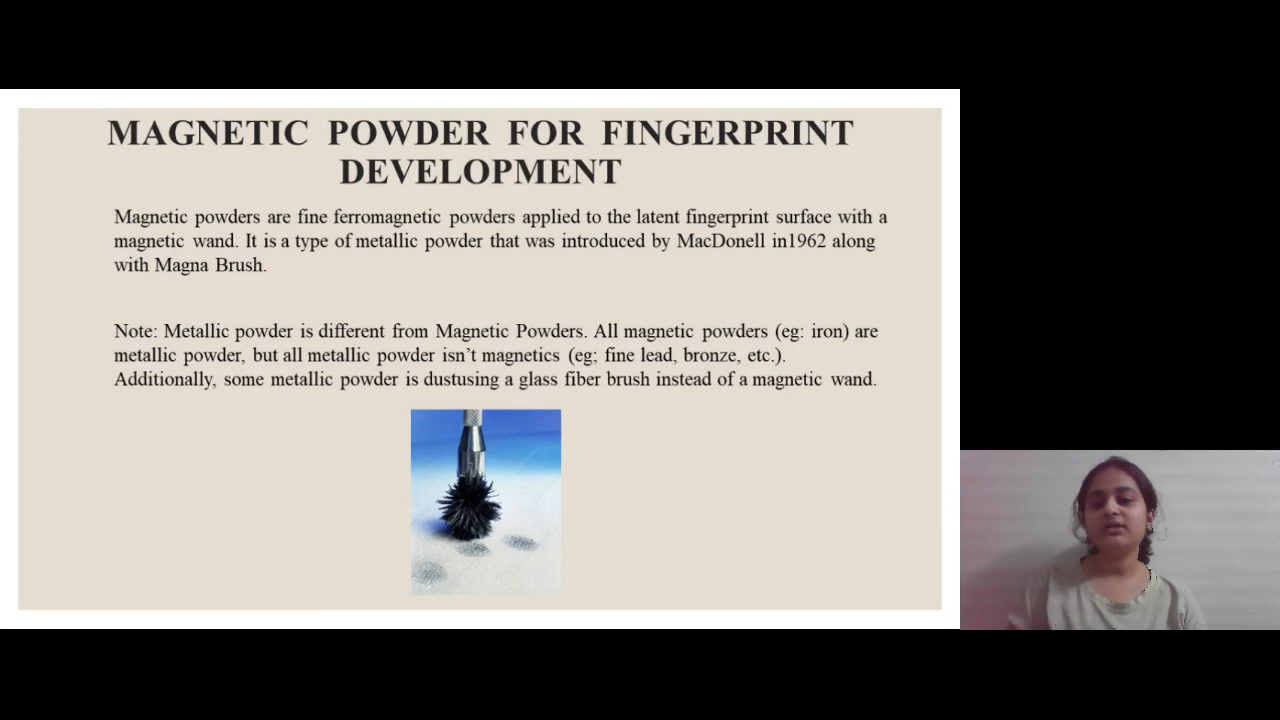 MAGNETIC POWDER FOR FINGERPRINT
DEVELOPMENT
Magnetic powders are fine ferromagnetic powders applied to the latent fingerprint surface with a
magnetic wand. It is a type of metallic powder that was introduced by MacDonell in1962 along
with Magna Brush.
Note: Metallic powder is different from Magnetic Powders. All magnetic powders (eg: iron) are
metallic powder, but all metallic powder isn’t magnetics (eg; fine lead, bronze, etc.).
Additionally, some metallic powder is dustusing a glass fiber brush instead of a magnetic wand.